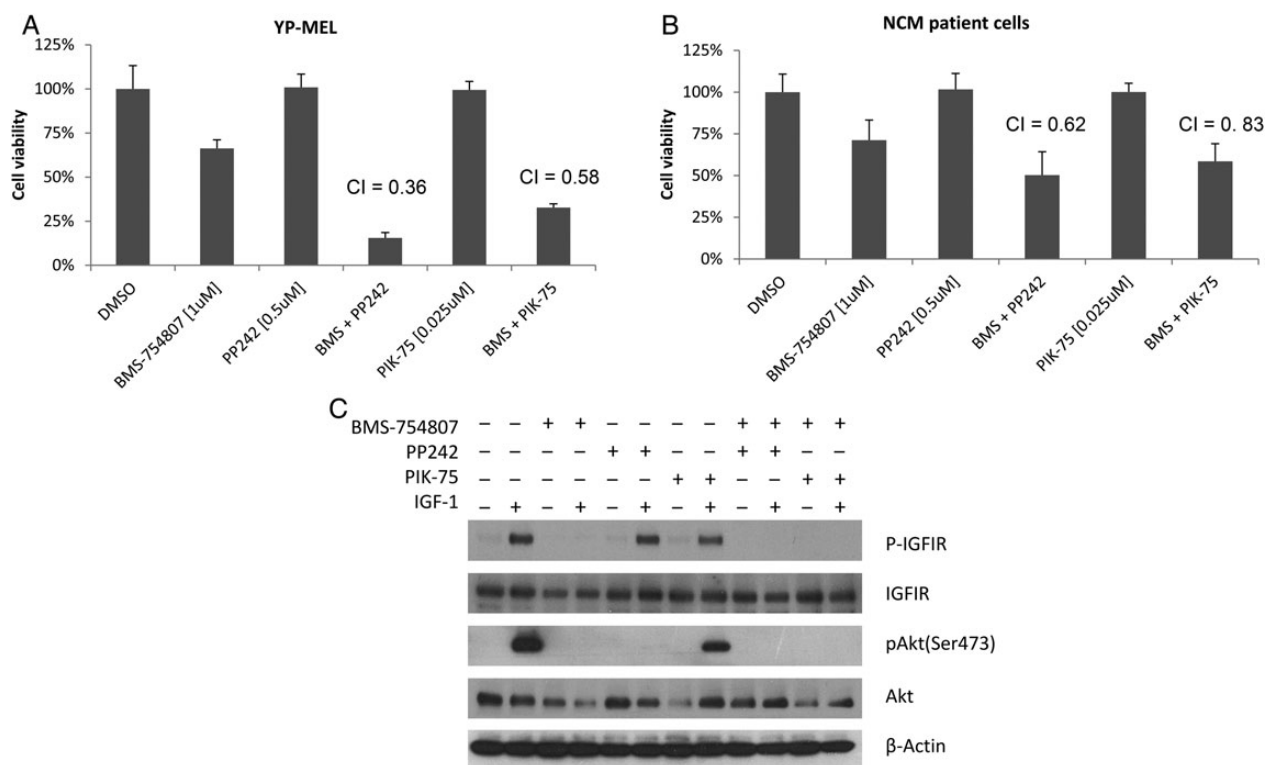 A
YP-MEL
125%
100%
75%
50%
25%
0%
Cell viability
CI = 0.36
CI = 0.58
DMSO
BMS-754807 [1uM]
PP242 [0.5uM]
BMS + PP242
PIK-75 [0.025uM]
BMS + PIK-75
B
NCM patient cells
125%
100%
75%
50%
25%
0%
Cell viability
CI = 0.62
CI = 0. 83
DMSO
BMS-754807 [1uM]
PP242 [0.5uM]
BMS + PP242
PIK-75 [0.025uM]
BMS + PIK-75
C
BMS-754807 – – + + – – – – + + + +
PP242 – – – – + + – – + + – –
PIK-75 – – – – – – + + – – + +
IGF-1 – + – + – + – + – + – +
P-IGFIR
IGFIR
pAkt(Ser473)
Akt
β-Actin